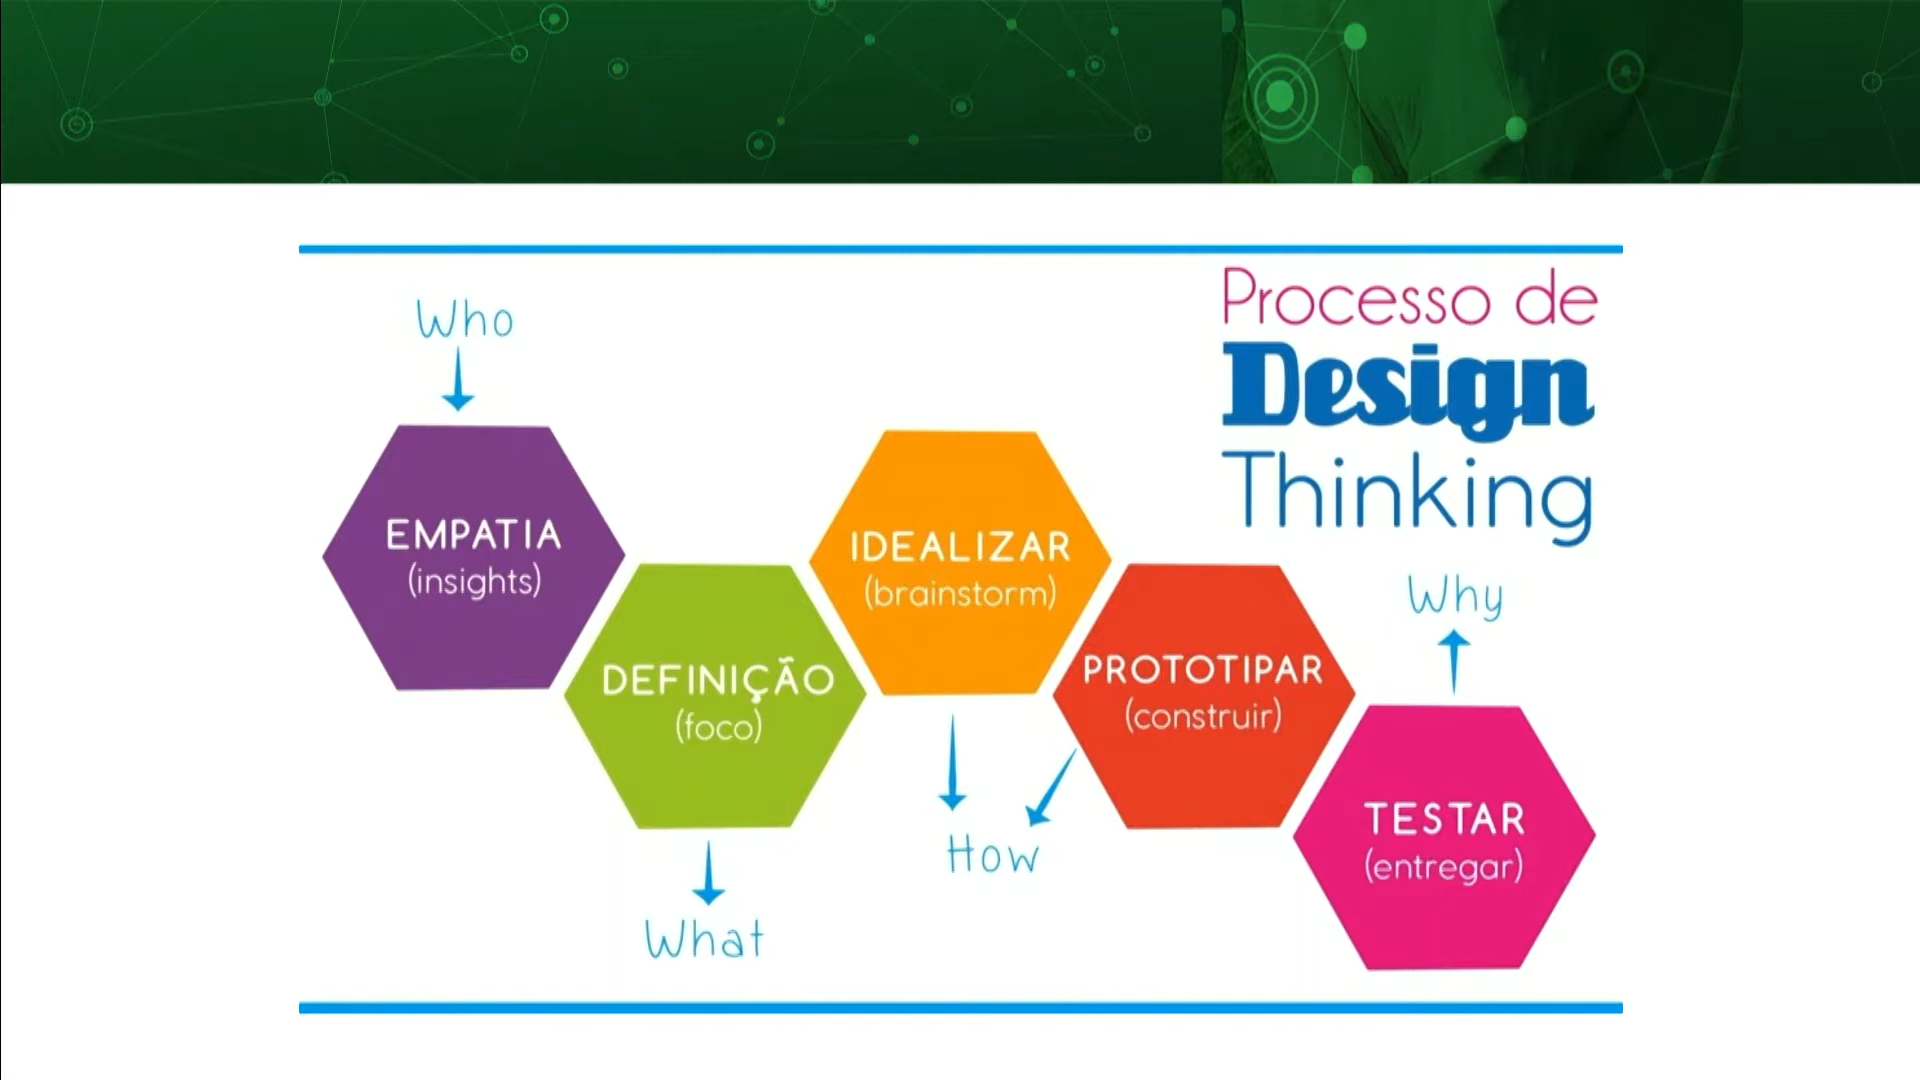 Processo de
Design
Thinking
Who
EMPATIA
(insights)
DEFINIÇÃO
(foco)
What
IDEALIZAR
(brainstorm)
How
PROTOTIPAR
(construir)
Why
TESTAR
(entregar)